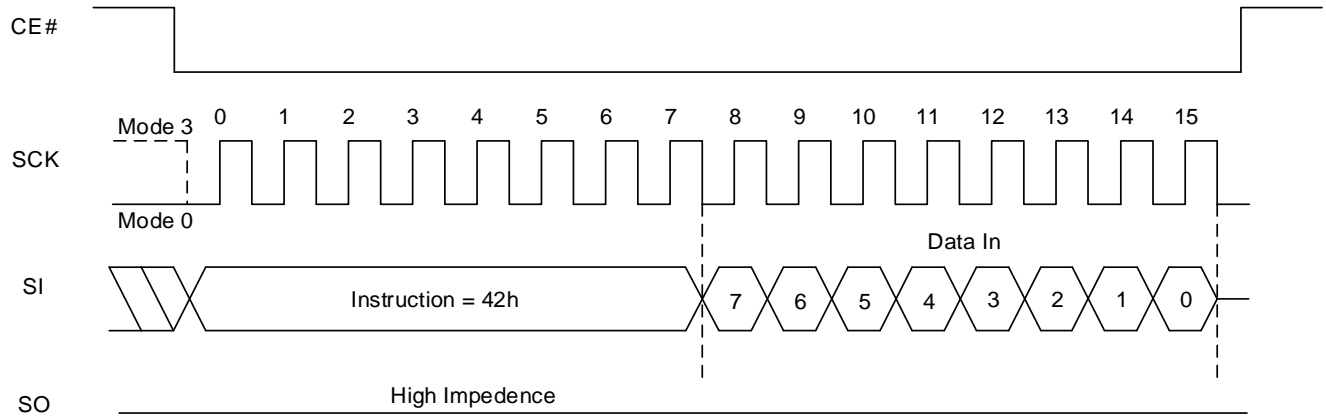 CE#
0 1 2 3 4 5 6 7 8 9 10 11 12 13 14 15
Mode 3
SCK
Mode 0
Data In
SI
Instruction = 42h
7 6 5 4 3 2 1 0
High Impedence
SO